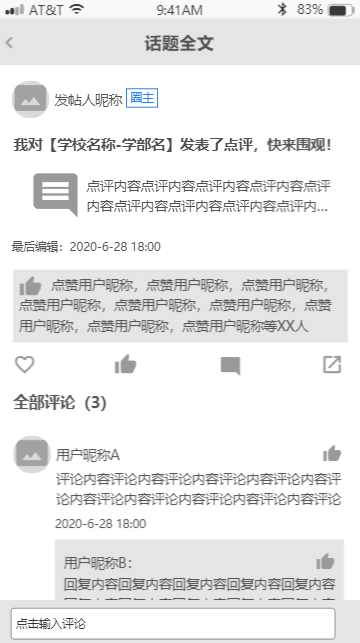 AT&T 9:41AM 83%
话题全文
发帖人昵称 圈主
我对【学校名称-学部名】发表了点评，快来围观！
点评内容点评内容点评内容点评内容点评
内容点评内容点评内容点评内容点评内...
最后编辑：2020-6-28 18:00
点赞用户昵称，点赞用户昵称，点赞用户昵称，
点赞用户昵称，点赞用户昵称，点赞用户昵称，点赞
用户昵称，点赞用户昵称，点赞用户昵称等XX人
全部评论（3）
用户昵称A
评论内容评论内容评论内容评论内容评论内容评
论内容评论内容评论内容评论内容评论内容评论
2020-6-28 18:00
用户昵称B：
回复内容回复内容回复内容回复内容回复内容
点击输入评论